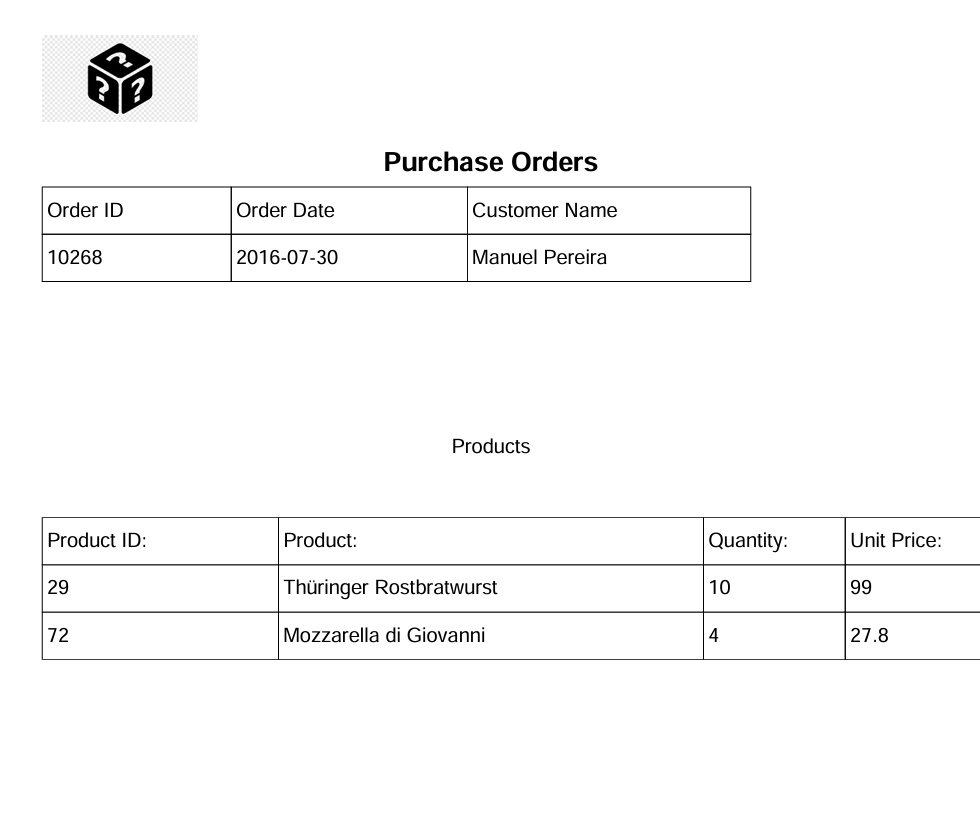 Purchase Orders
Order ID Order Date Customer Name
10268 2016-07-30 Manuel Pereira
Products
Product ID: Product: Quantity: Unit Price:
29 Thüringer Rostbratwurst 10 99
72 Mozzarella di Giovanni 4 27.8